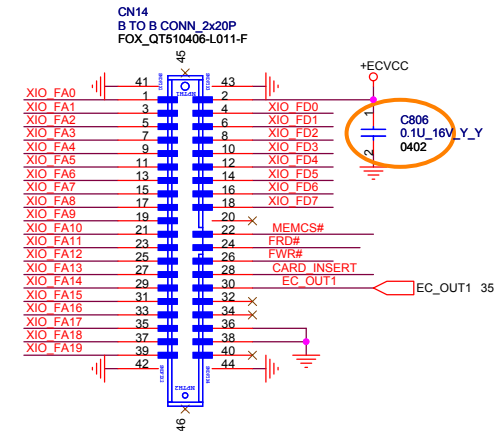 CN14
B TO B CONN_2x20P
FOX_QT510406-L011-F
45
+ECVCC
41 43
XIO_FA0 1 2
XIO_FA1 3 4 XIO_FD0
XIO_FA2 5 6 XIO_FD1
XIO_FA3 7 8 XIO_FD2
XIO_FA4 9 10 XIO_FD3
XIO_FA5 11 12 XIO_FD4
XIO_FA6 13 14 XIO_FD5
XIO_FA7 15 16 XIO_FD6
XIO_FA8 17 18 XIO_FD7
XIO_FA9 19 20
XIO_FA10 21 22 MEMCS#
XIO_FA11 23 24 FRD#
XIO_FA12 25 26 FWR#
XIO_FA13 27 28 CARD_INSERT
XIO_FA14 29 30 EC_OUT1
XIO_FA15 31 32
XIO_FA16 33 34
XIO_FA17 35 36
XIO_FA18 37 38
XIO_FA19 39 40
42 44
46
1
C806
0.1U_16V_Y_Y
0402
2
EC_OUT1 35